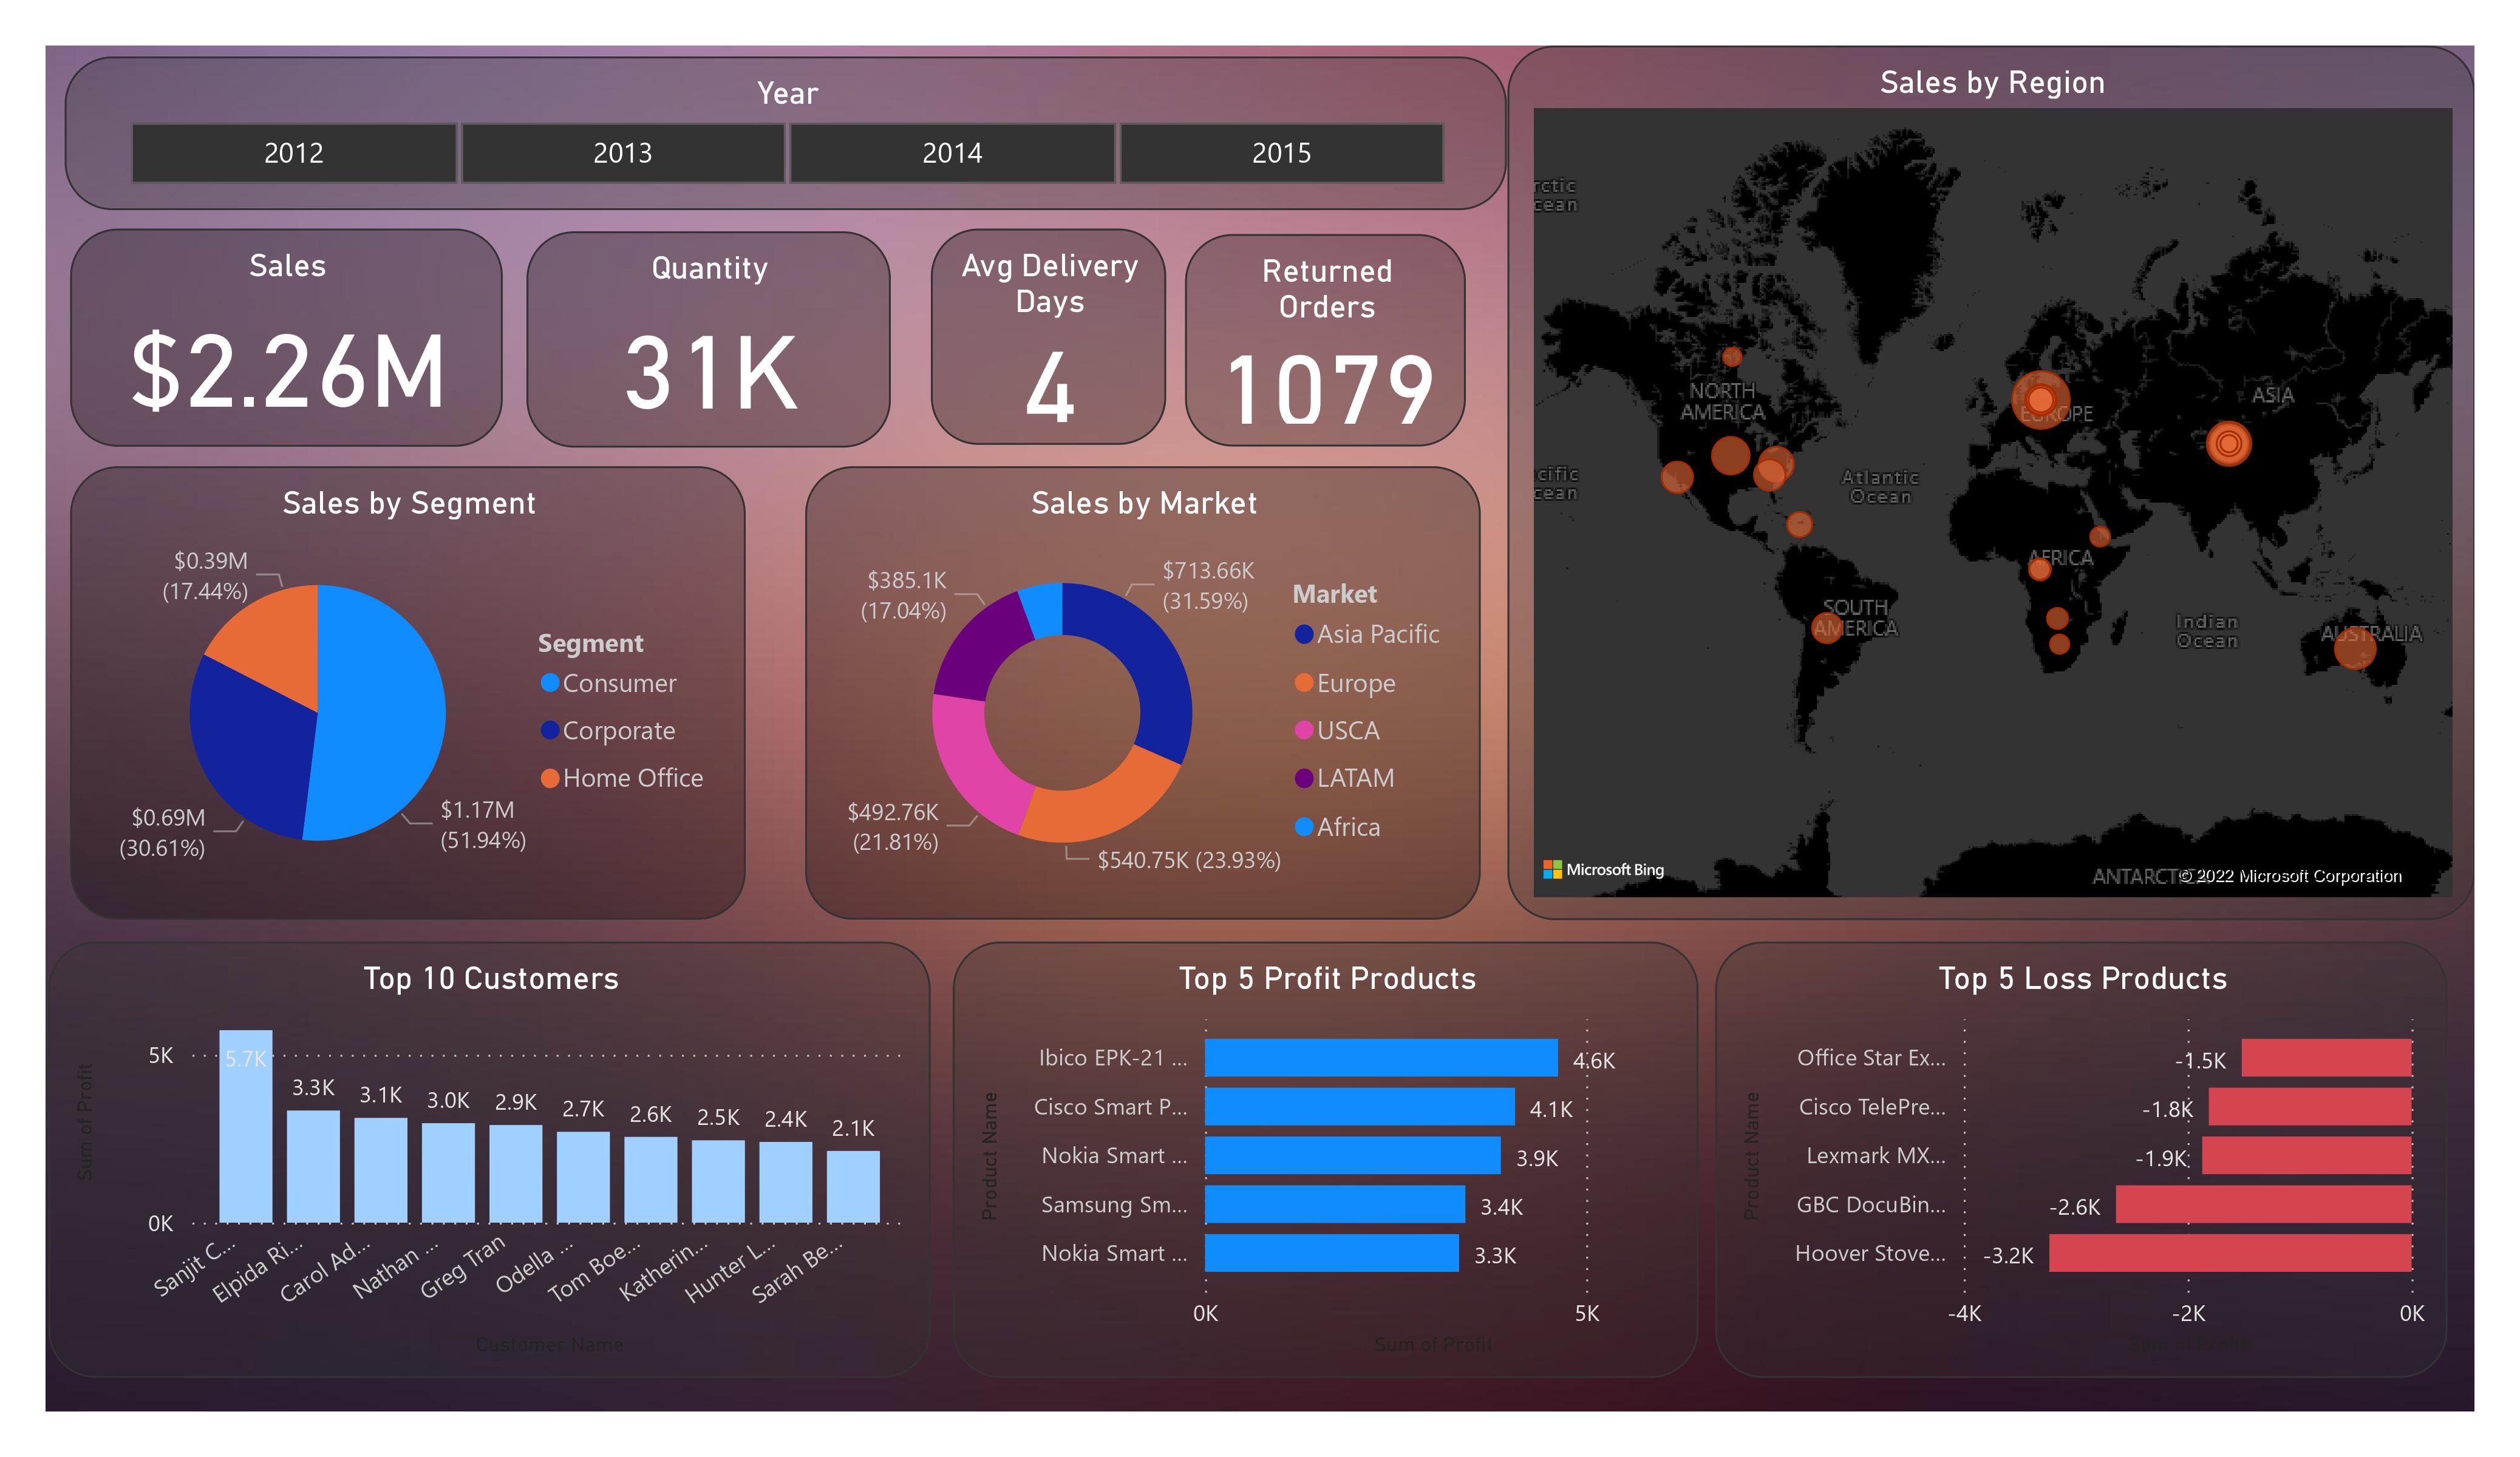 Year
2012
2013
2014
2015
Sales
$2.26M
Quantity
31K
Avg Delivery
Days
4
Returned
Orders
1079
Sales by Region
rctic
cean
NORTH
AMERICA
EUROPE
ASIA
cific
cean
Atlantic
Ocean
AFRICA
SOUTH
AMERICA
Indian
Ocean
AUSTRALIA
Microsoft Bing
© 2022 Microsoft Corporation
Sales by Segment
$0.39M
(17.44%)
$0.69M
(30.61%)
$1.17M
(51.94%)
Segment
Consumer
Corporate
Home Office
Sales by Market
$385.1K
(17.04%)
$713.66K
(31.59%)
$492.76K
(21.81%)
$540.75K (23.93%)
Market
Asia Pacific
Europe
USCA
LATAM
Africa
Top 10 Customers
Sum of Profit
5K
0K
5.7K
3.3K
3.1K
3.0K
2.9K
2.7K
2.6K
2.5K
2.4K
2.1K
Sanjit C...
Elpida Ri...
Carol Ad...
Nathan ...
Greg Tran
Odella ...
Tom Boe...
Katherin...
Hunter L...
Sarah Be...
Customer Name
Top 5 Profit Products
Product Name
Ibico EPK-21 ...
4.6K
Cisco Smart P...
4.1K
Nokia Smart ...
3.9K
Samsung Sm...
3.4K
Nokia Smart ...
3.3K
0K
5K
Sum of Profit
Top 5 Loss Products
Product Name
Office Star Ex...
-1.5K
Cisco TelePre...
-1.8K
Lexmark MX...
-1.9K
GBC DocuBin...
-2.6K
Hoover Stove...
-3.2K
-4K
-2K
0K